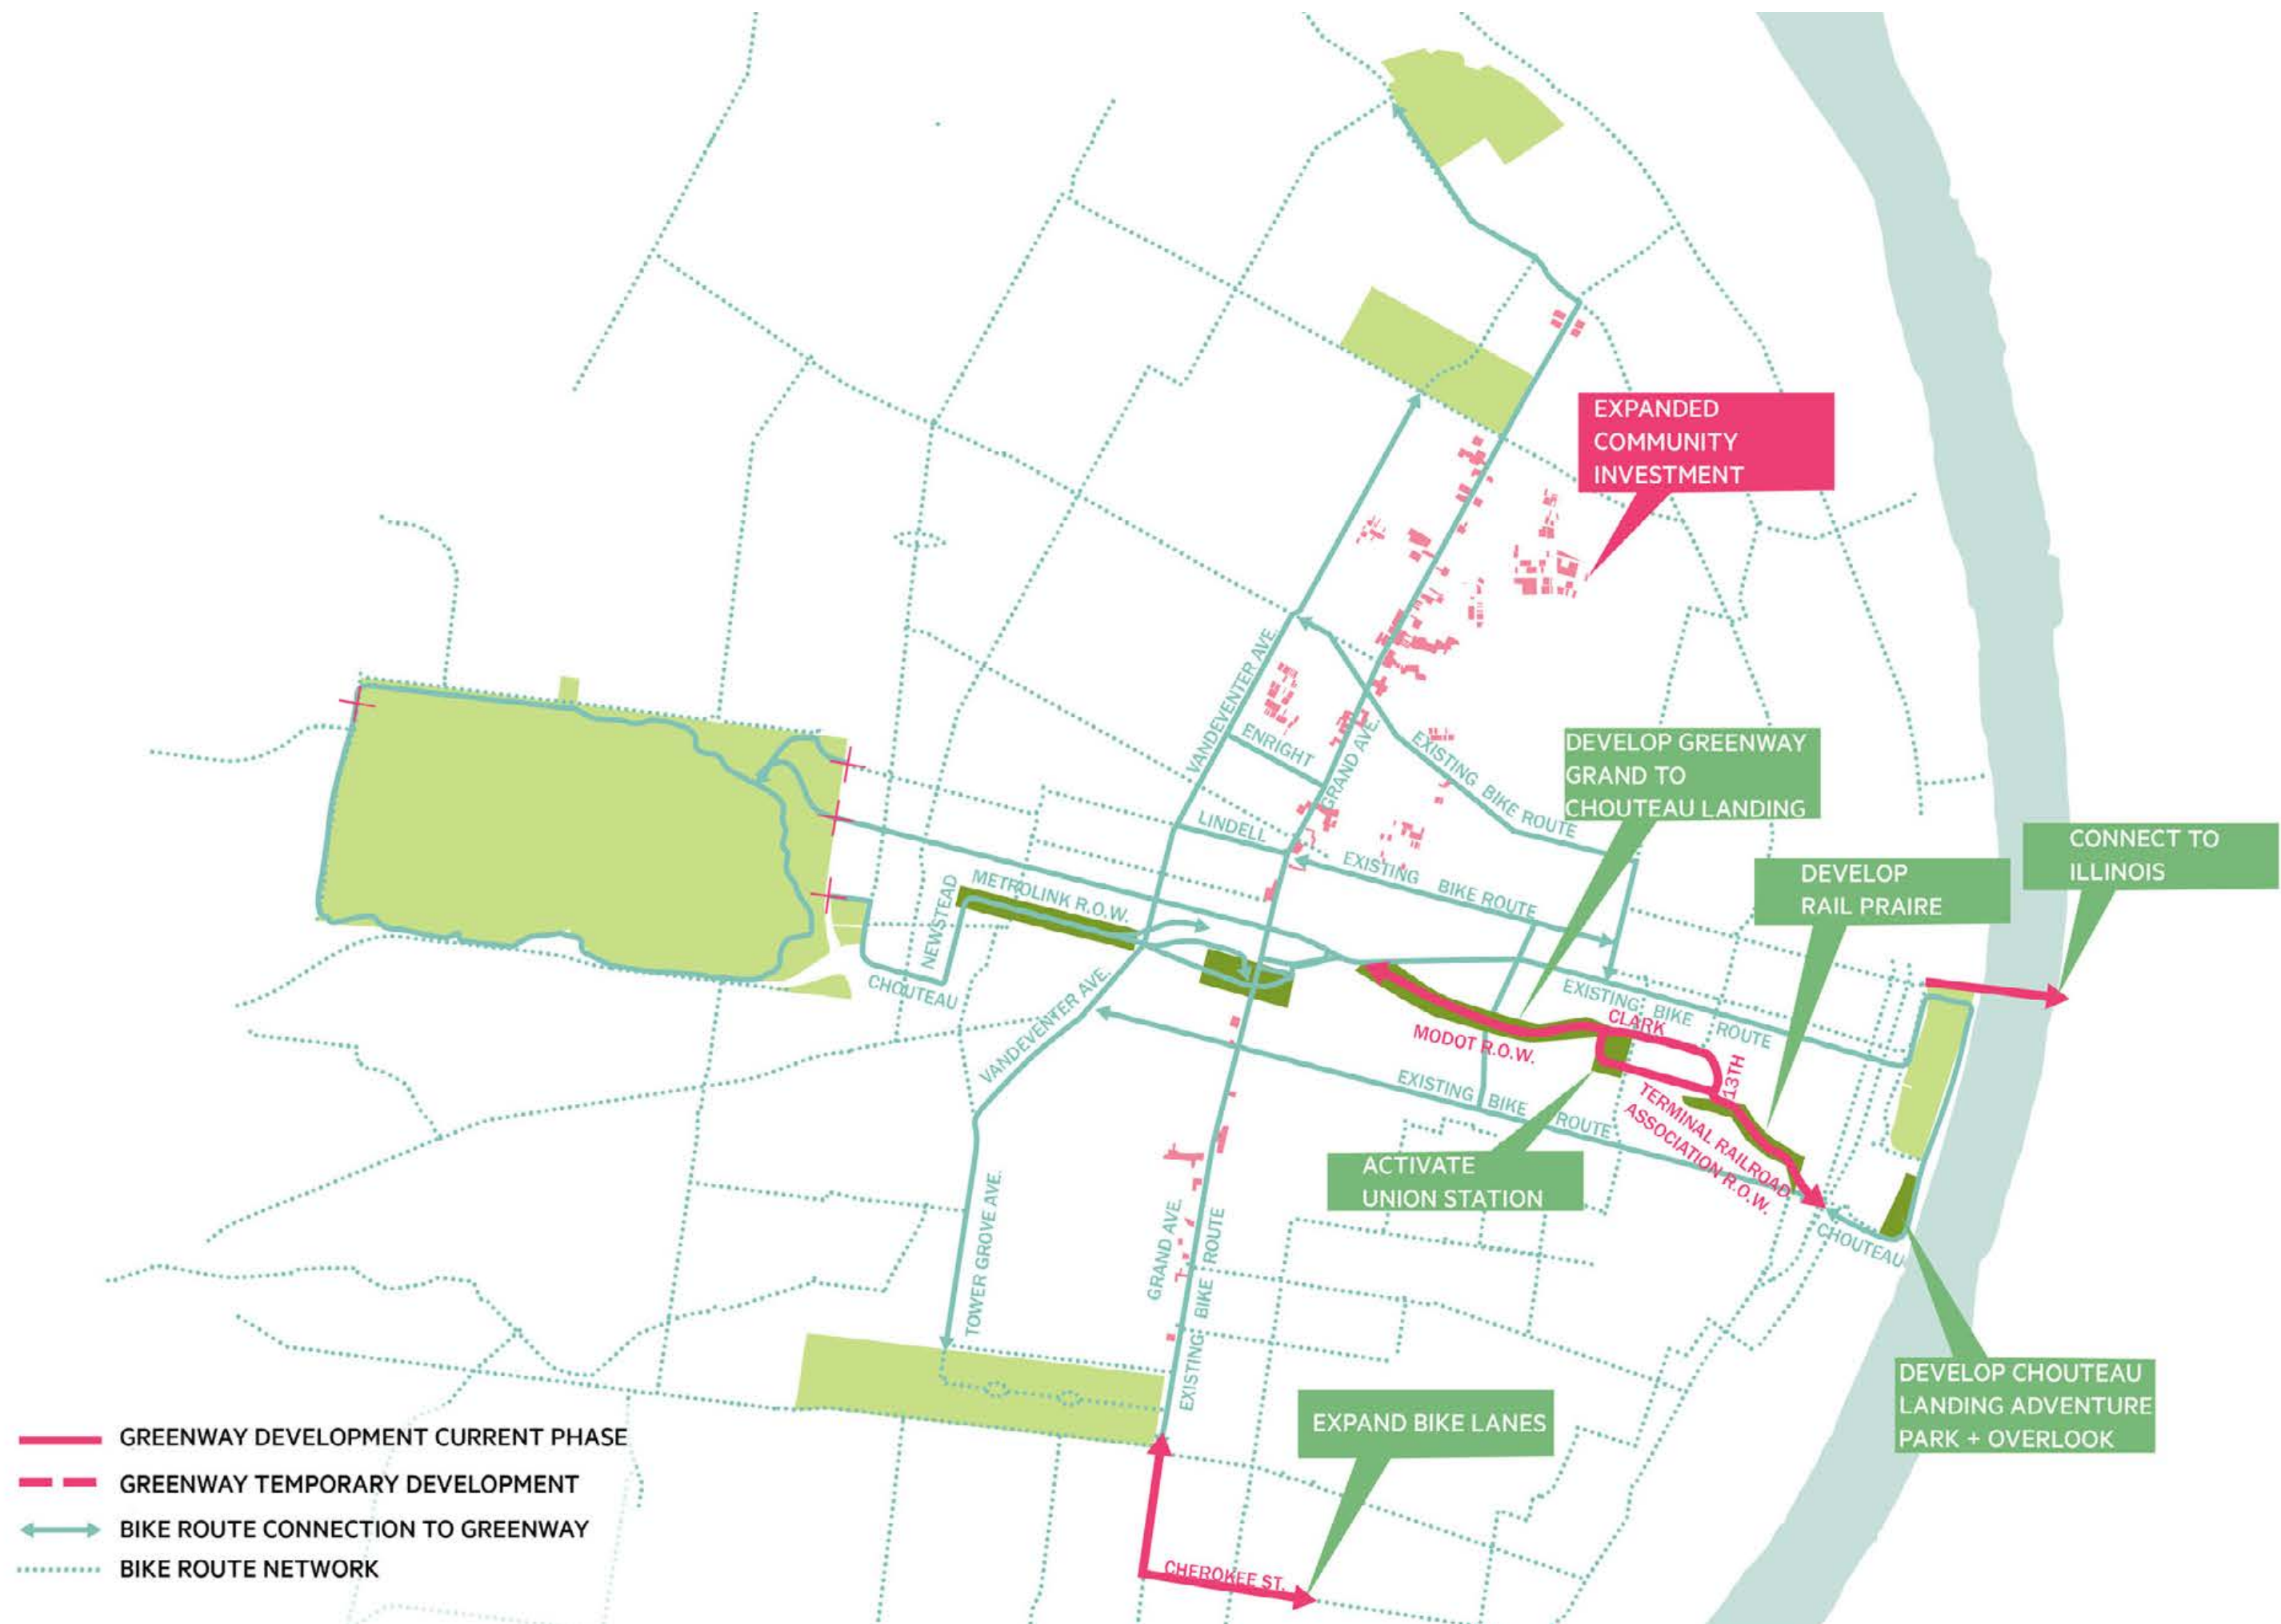 EXPANDED
COMMUNITY
INVESTMENT
VANDEVENTER AVE.
ENRIGHT
GRAND AVE.
EXISTING BIKE ROUTE
DEVELOP GREENWAY
GRAND TO
CHOUTEAU LANDING
LINDELL
EXISTING BIKE ROUTE
CONNECT TO
ILLINOIS
DEVELOP
RAIL PRAIRE
METROLINK R.O.W.
NEWSTEAD
CHOUTEAU
VANDEVENTER AVE.
EXISTING BIKE ROUTE
CLARK
MODOT R.O.W.
13TH
EXISTING BIKE ROUTE
TERMINAL RAILROAD
ASSOCIATION R.O.W.
ACTIVATE
UNION STATION
CHOUTEAU
TOWER GROVE AVE.
GRAND AVE.
EXISTING BIKE ROUTE
DEVELOP CHOUTEAU
LANDING ADVENTURE
PARK + OVERLOOK
EXPAND BIKE LANES
CHEROKEE ST.
GREENWAY DEVELOPMENT CURRENT PHASE
GREENWAY TEMPORARY DEVELOPMENT
BIKE ROUTE CONNECTION TO GREENWAY
BIKE ROUTE NETWORK